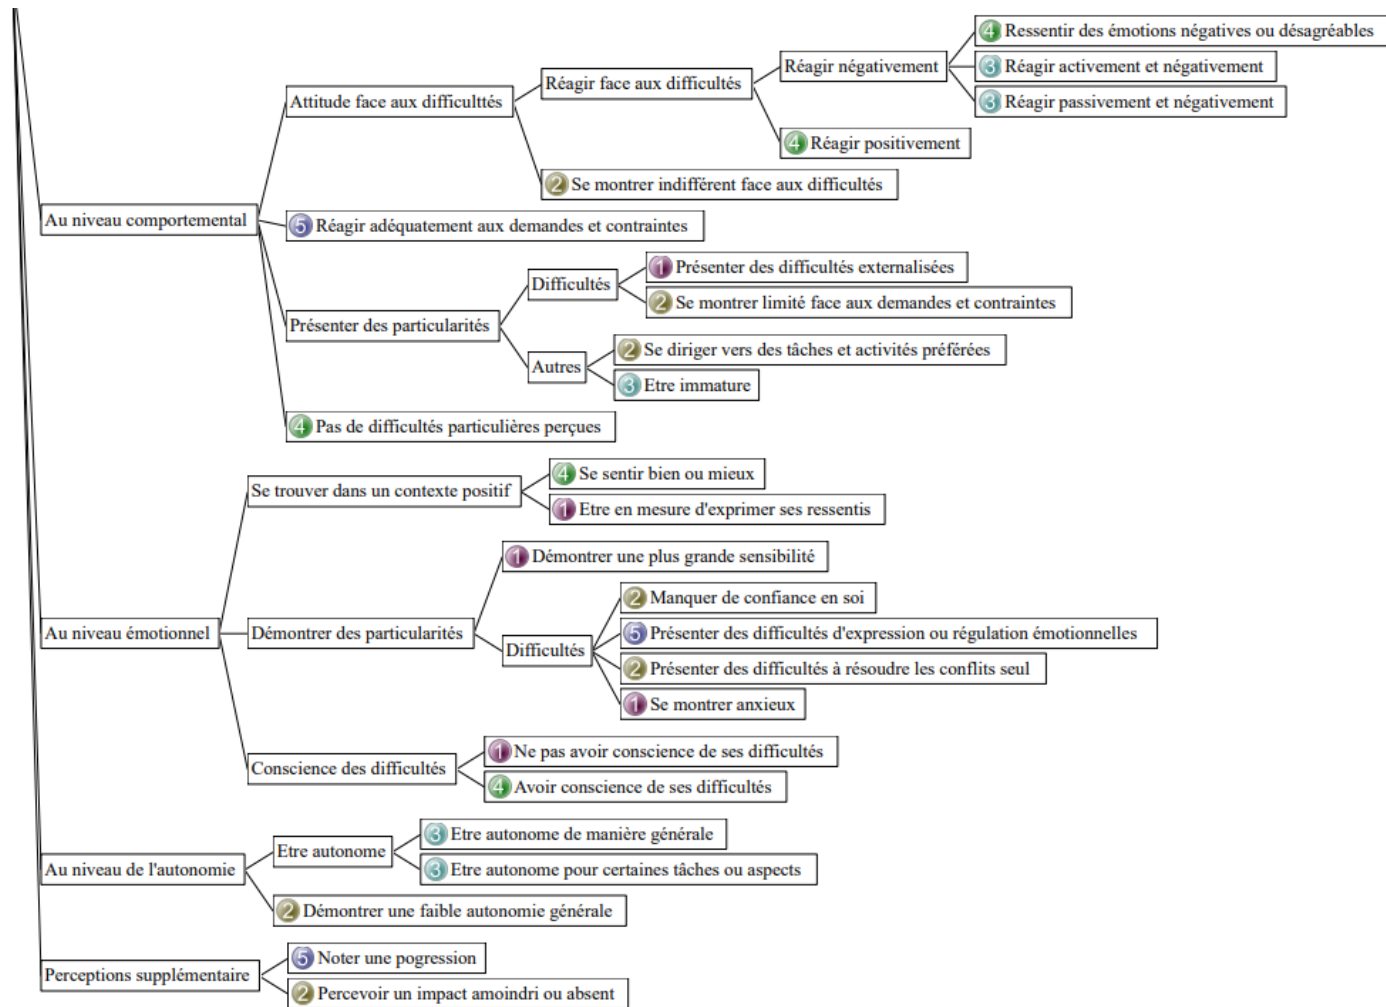 4 Ressentir des émotions négatives ou désagréables
Réagir négativement
3 Réagir activement et négativement
Réagir face aux difficultés
Attitude face aux difficulttés
3 Réagir passivement et négativement
4 Réagir positivement
2 Se montrer indifférent face aux difficultés
Au niveau comportemental
5 Réagir adéquatement aux demandes et contraintes
1 Présenter des difficultés externalisées
Difficultés
2 Se montrer limité face aux demandes et contraintes
Présenter des particularités
2 Se diriger vers des tâches et activités préférées
Autres
3 Etre immature
4 Pas de difficultés particulières perçues
4 Se sentir bien ou mieux
Se trouver dans un contexte positif
1 Etre en mesure d'exprimer ses ressentis
1 Démontrer une plus grande sensibilité
2 Manquer de confiance en soi
Au niveau émotionnel
Démontrer des particularités
5 Présenter des difficultés d'expression ou régulation émotionnelles
Difficultés
2 Présenter des difficultés à résoudre les conflits seul
1 Se montrer anxieux
1 Ne pas avoir conscience de ses difficultés
Conscience des difficultés
4 Avoir conscience de ses difficultés
3 Etre autonome de manière générale
Etre autonome
3 Etre autonome pour certaines tâches ou aspects
Au niveau de l'autonomie
2 Démontrer une faible autonomie générale
5 Noter une pogression
Perceptions supplémentaire
2 Percevoir un impact amoindri ou absent